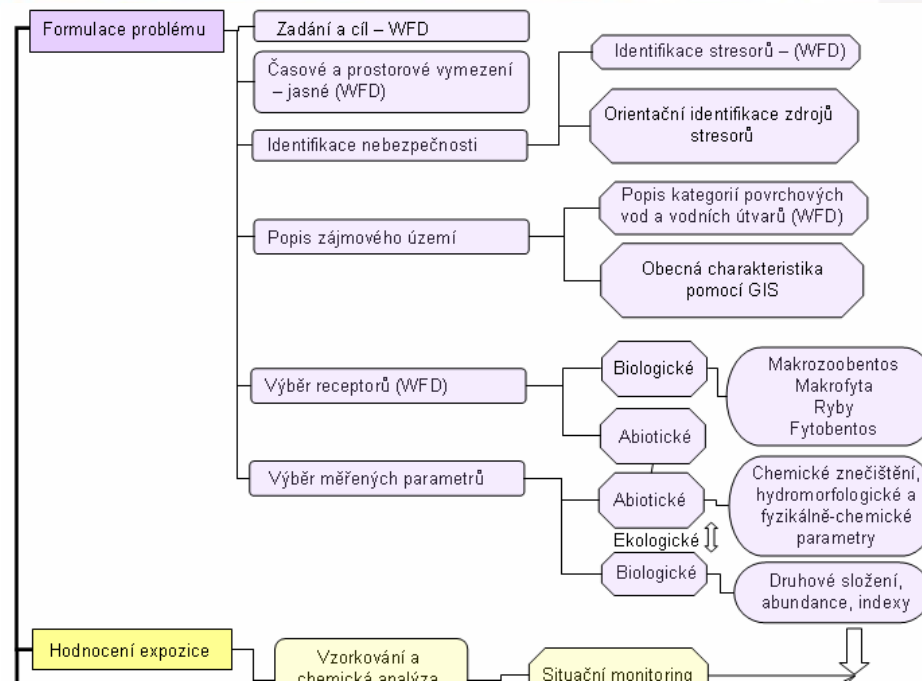 Formulace problému
Zadání a cíl – WFD
Časové a prostorové vymezení
– jasné (WFD)
Identifikace nebezpečnosti
Identifikace stresorů – (WFD)
Orientační identifikace zdrojů
stresorů
Popis zájmového území
Popis kategorií povrchových
vod a vodních útvarů (WFD)
Obecná charakteristika
pomocí GIS
Výběr receptorů (WFD)
Biologické
Makrozoobentos
Makrofyta
Ryby
Fytobentos
Abiotické
Výběr měřených parametrů
Abiotické
Chemické znečištění,
hydromorfologické a
fyzikálně-chemické
parametry
Ekologické
Biologické
Druhové složení,
abundance, indexy
Hodnocení expozice
Vzorkování a
chemická analýza
Situační monitoring